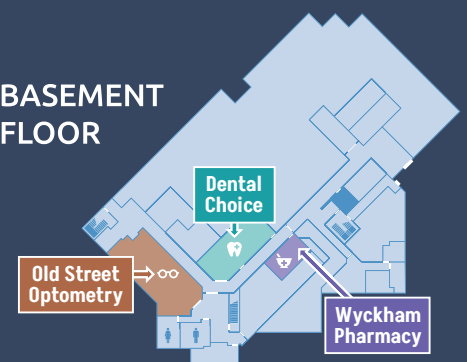 BASEMENT
FLOOR
Dental
Choice
Old Street
Optometry
Wyckham
Pharmacy